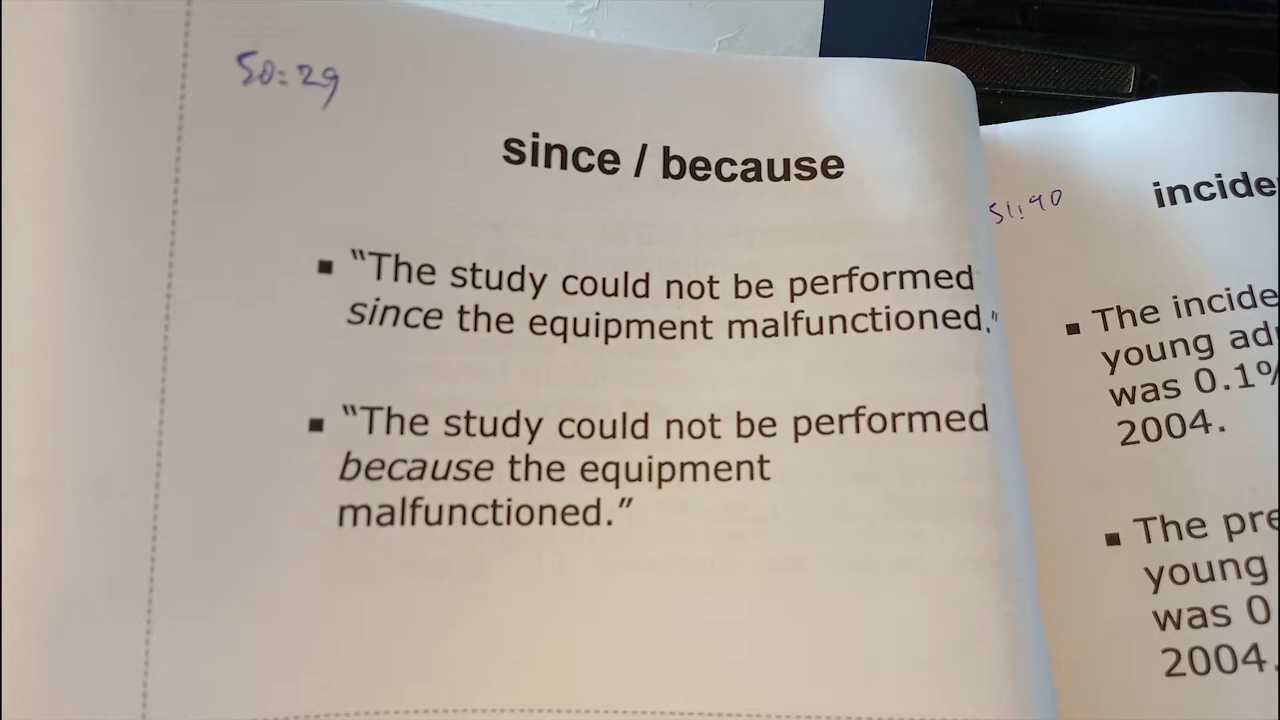 50:29
since / because
▪ “The study could not be performed
since the equipment malfunctioned.”
▪ “The study could not be performed
because the equipment
malfunctioned.”
51:90
incide
▪ The incide
young ad
was 0.1%
2004.
▪ The pre
young
was 0
2004.